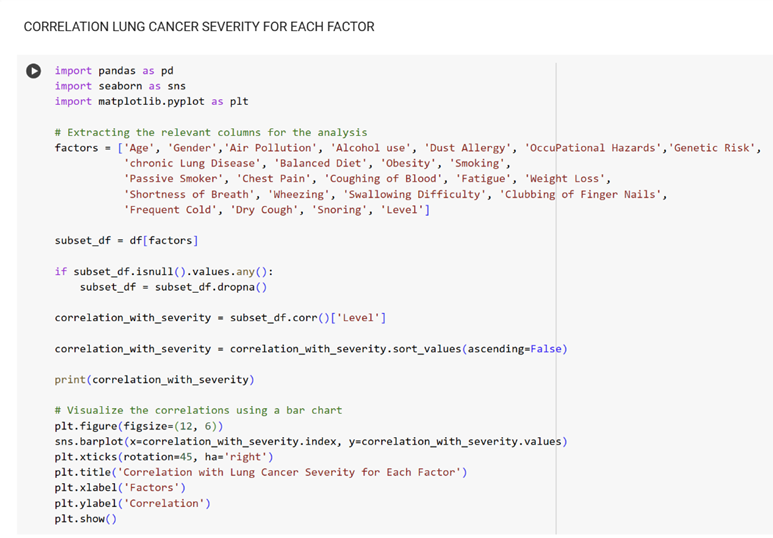 CORRELATION LUNG CANCER SEVERITY FOR EACH FACTOR
import pandas as pd
import seaborn as sns
import matplotlib.pyplot as plt
# Extracting the relevant columns for the analysis
factors = ['Age', 'Gender','Air Pollution', 'Alcohol use', 'Dust Allergy', 'OccuPational Hazards','Genetic Risk',
'chronic Lung Disease', 'Balanced Diet', 'Obesity', 'Smoking',
'Passive Smoker', 'Chest Pain', 'Coughing of Blood', 'Fatigue', 'Weight Loss',
'Shortness of Breath', 'Wheezing', 'Swallowing Difficulty', 'Clubbing of Finger Nails',
'Frequent Cold', 'Dry Cough', 'Snoring', 'Level']
subset_df = df[factors]
if subset_df.isnull().values.any():
subset_df = subset_df.dropna()
correlation_with_severity = subset_df.corr()['Level']
correlation_with_severity = correlation_with_severity.sort_values(ascending=False)
print(correlation_with_severity)
# Visualize the correlations using a bar chart
plt.figure(figsize=(12, 6))
sns.barplot(x=correlation_with_severity.index, y=correlation_with_severity.values)
plt.xticks(rotation=45, ha='right')
plt.title('Correlation with Lung Cancer Severity for Each Factor')
plt.xlabel('Factors')
plt.ylabel('Correlation')
plt.show()